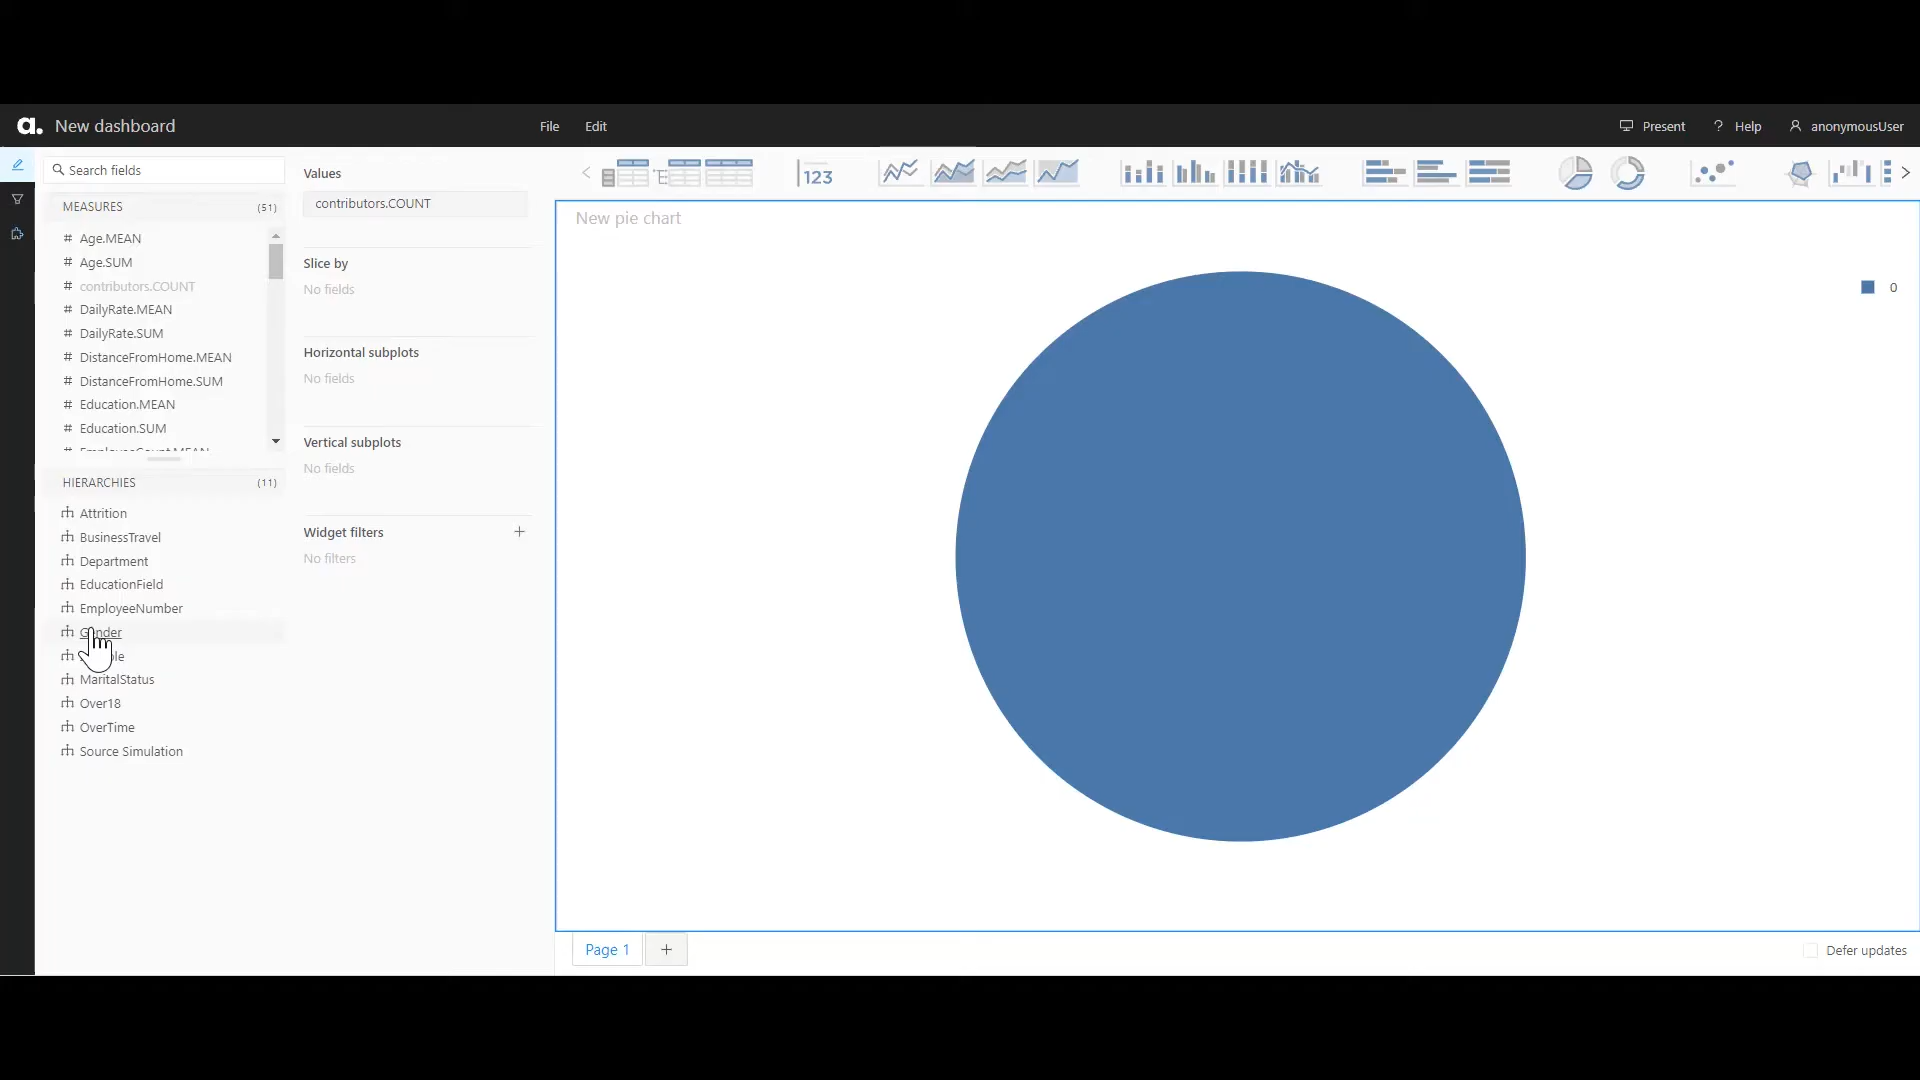 a. New dashboard
File
Edit
Present
? Help
anonymousUser
Search fields
MEASURES (51)
# Age.MEAN
# Age.SUM
# contributors.COUNT
# DailyRate.MEAN
# DailyRate.SUM
# DistanceFromHome.MEAN
# DistanceFromHome.SUM
# Education.MEAN
# Education.SUM
HIERARCHIES (11)
Attrition
BusinessTravel
Department
EducationField
EmployeeNumber
Gender
MaritalStatus
Over18
OverTime
Source Simulation
Values
contributors.COUNT
Slice by
No fields
Horizontal subplots
No fields
Vertical subplots
No fields
Widget filters +
No filters
123
New pie chart
0
Page 1
+
Defer updates